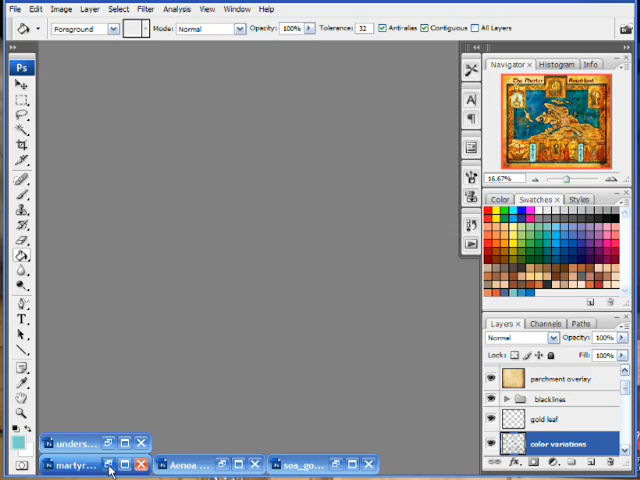 File Edit Image Layer Select Filter Analysis View Window Help
Foreground Mode: Normal Opacity: 100% Tolerance: 32 Anti-alias Contiguous All Layers
Ps
Navigator × Histogram Info
16.67%
Color Swatches × Styles
Layers × Channels Paths
Normal Opacity: 100%
Lock: Fill: 100%
parchment overlay
blacklines
gold leaf
color variations
unders...
martyr... Aenea ... sea_go...